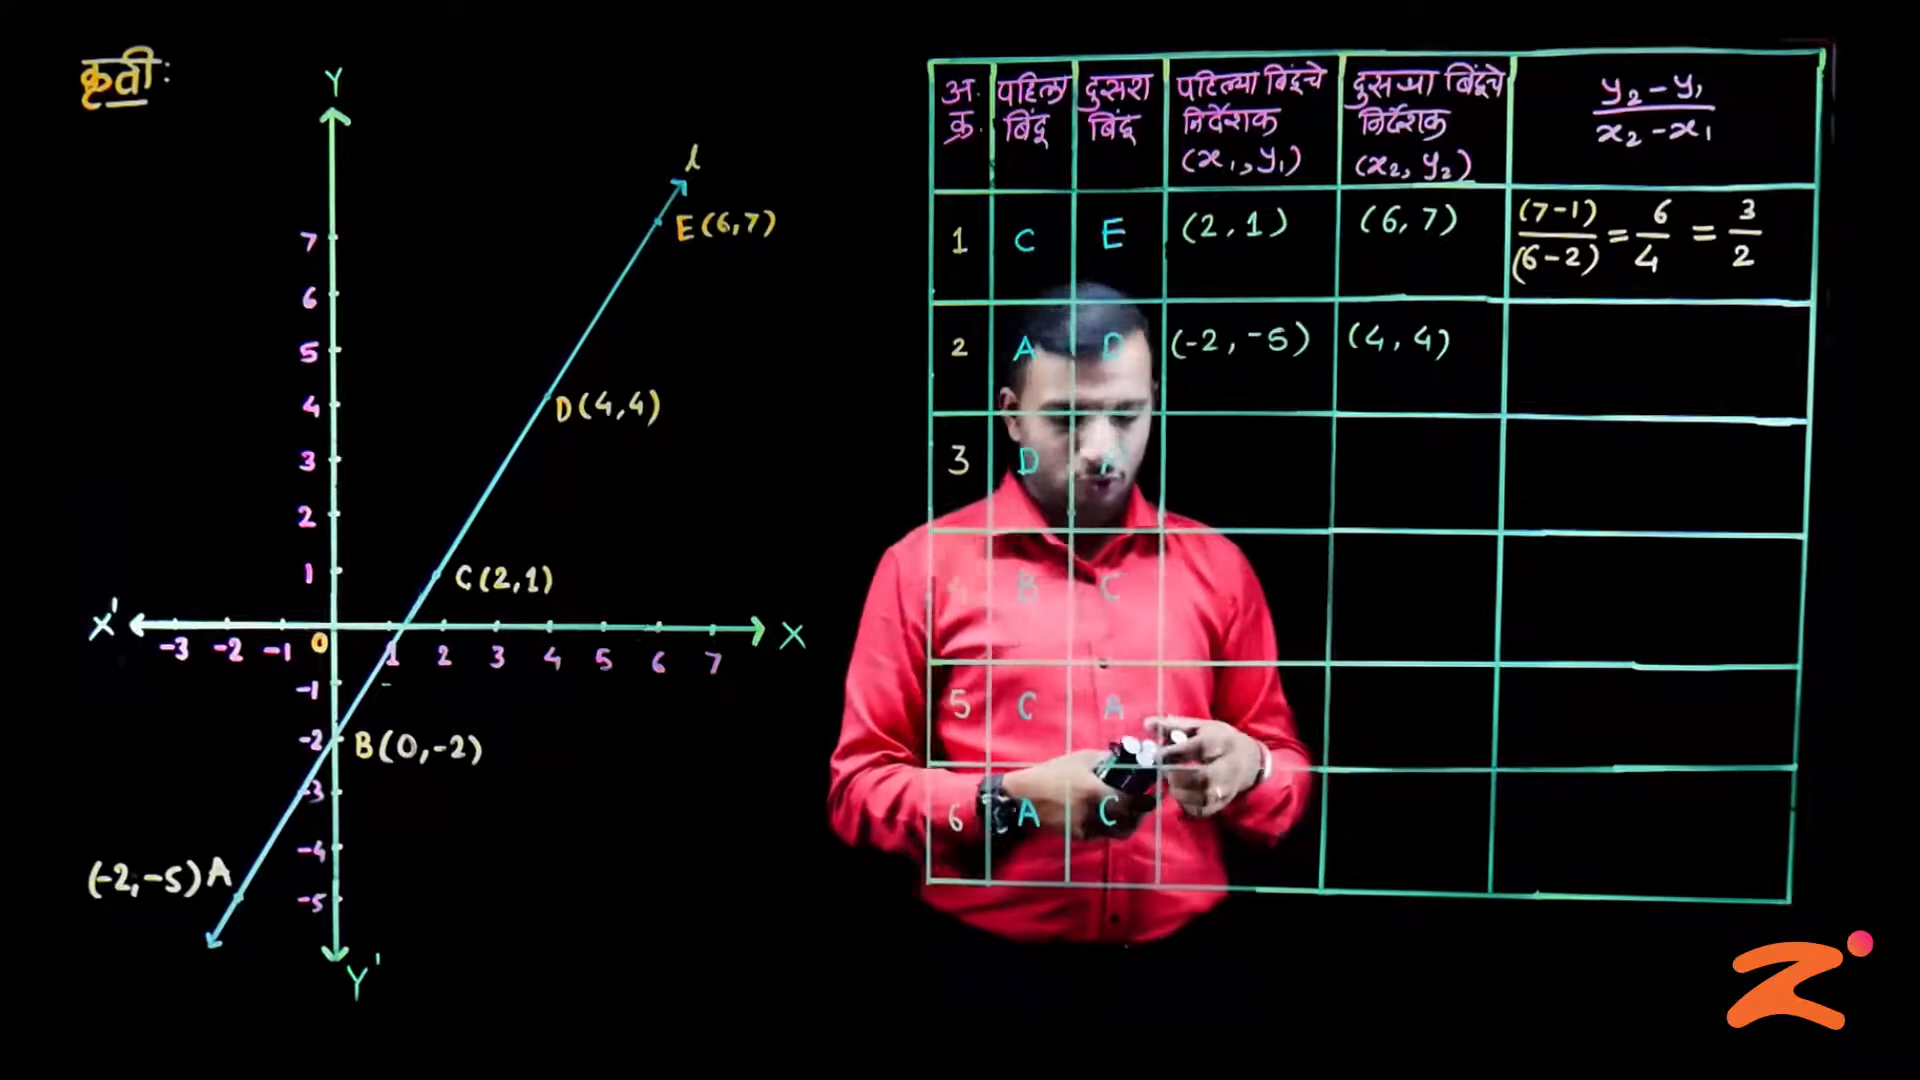 कृती:
Y
l
E(6,7)
7
6
5
4
D(4,4)
3
2
1
C(2,1)
X' -3 -2 -1 0 1 2 3 4 5 6 7 X
-1
-2 B(0,-2)
-3
-4
(-2,-5) A
-5
Y'
अ. क्र. पहिला बिंदू दुसरा बिंदू पहिल्या बिंदूचे निर्देशक (x₁,y₁) दुसऱ्या बिंदूचे निर्देशक (x₂, y₂) y₂-y₁ / x₂-x₁
1 C E (2,1) (6,7) (7-1)/(6-2) = 6/4 = 3/2
2 A D (-2,-5) (4,4)
3 D A
4 B C
5 C A
6 A C